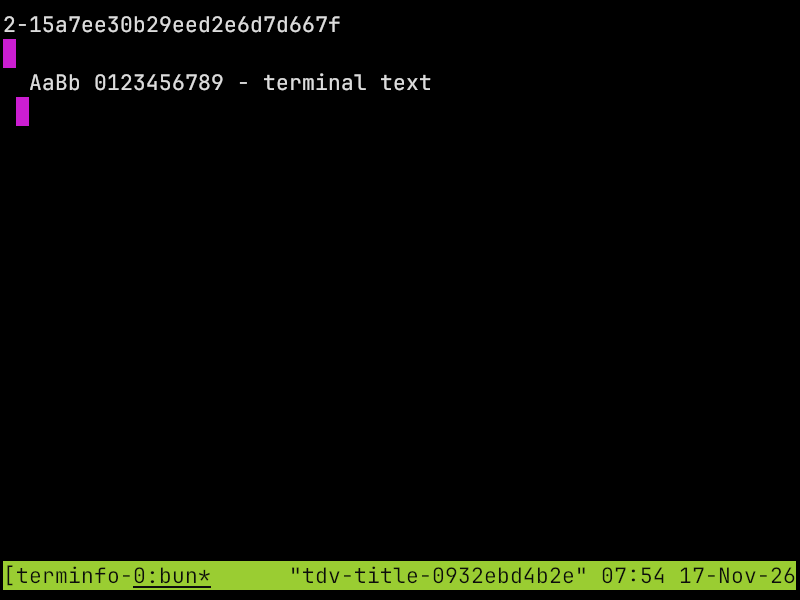 2-15a7ee30b29eed2e6d7d667f
AaBb 0123456789 - terminal text
[terminfo-0:bun* "tdv-title-0932ebd4b2e" 07:54 17-Nov-26